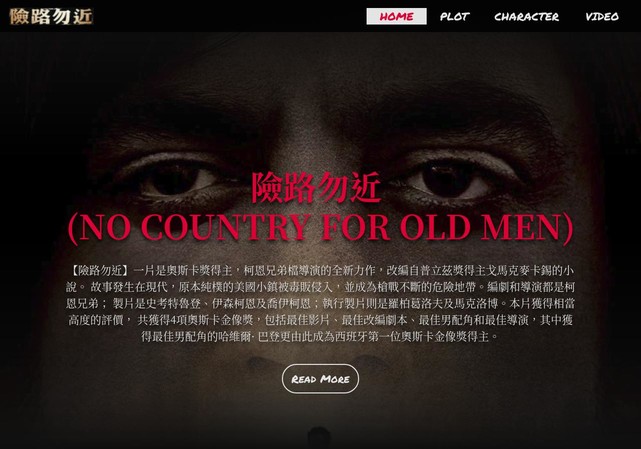 險路勿近
HOME PLOT CHARACTER VIDEO
險路勿近
(NO COUNTRY FOR OLD MEN)
【險路勿近】一片是奧斯卡獎得主，柯恩兄弟檔導演的全新力作，改編自普立茲獎得主戈馬克麥卡錫的小
說。 故事發生在現代，原本純樸的美國小鎮被毒販侵入，並成為槍戰不斷的危險地帶。編劇和導演都是柯
恩兄弟； 製片是史考特魯登、伊森柯恩及喬伊柯恩；執行製片則是羅柏葛洛夫及馬克洛博。本片獲得相當
高度的評價， 共獲得4項奧斯卡金像獎，包括最佳影片、最佳改編劇本、最佳男配角和最佳導演，其中獲
得最佳男配角的哈維爾· 巴登更由此成為西班牙第一位奧斯卡金像獎得主。
READ MORE